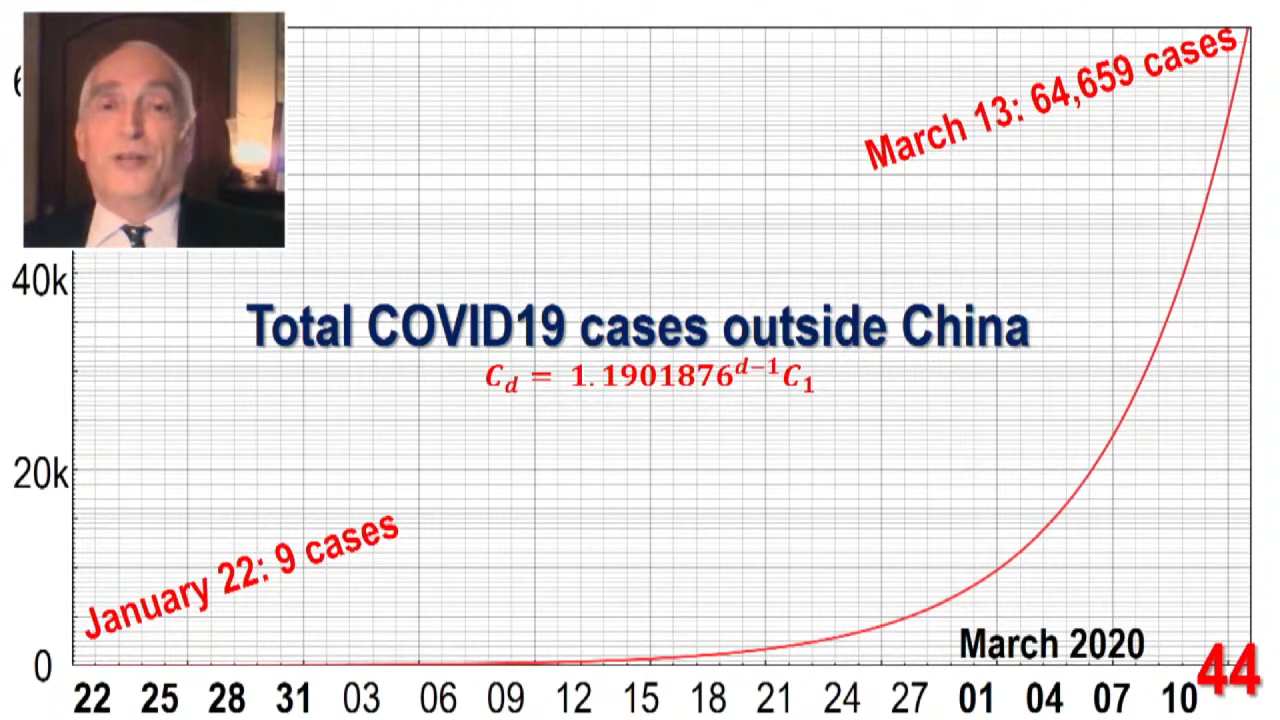 March 13: 64,659 cases
6
40k
Total COVID19 cases outside China
C_d = 1.1901876^{d-1}C_1
20k
January 22: 9 cases
March 2020
0
22 25 28 31 03 06 09 12 15 18 21 24 27 01 04 07 10 44